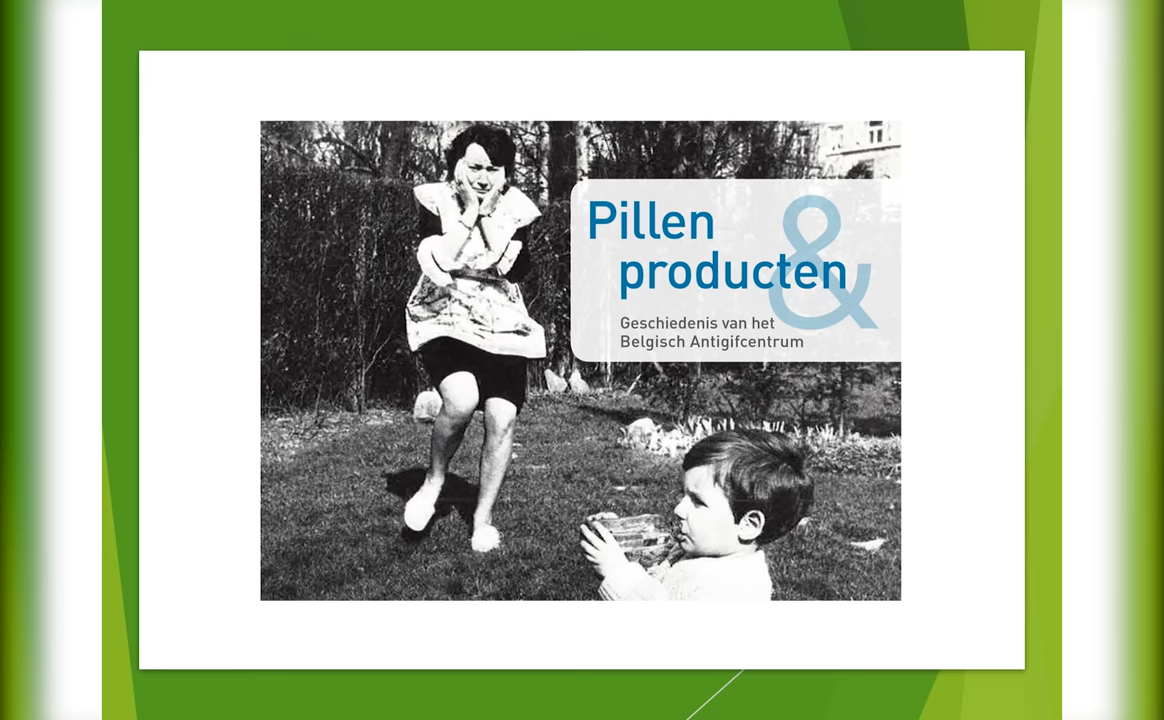 Pillen &
producten
Geschiedenis van het
Belgisch Antigifcentrum